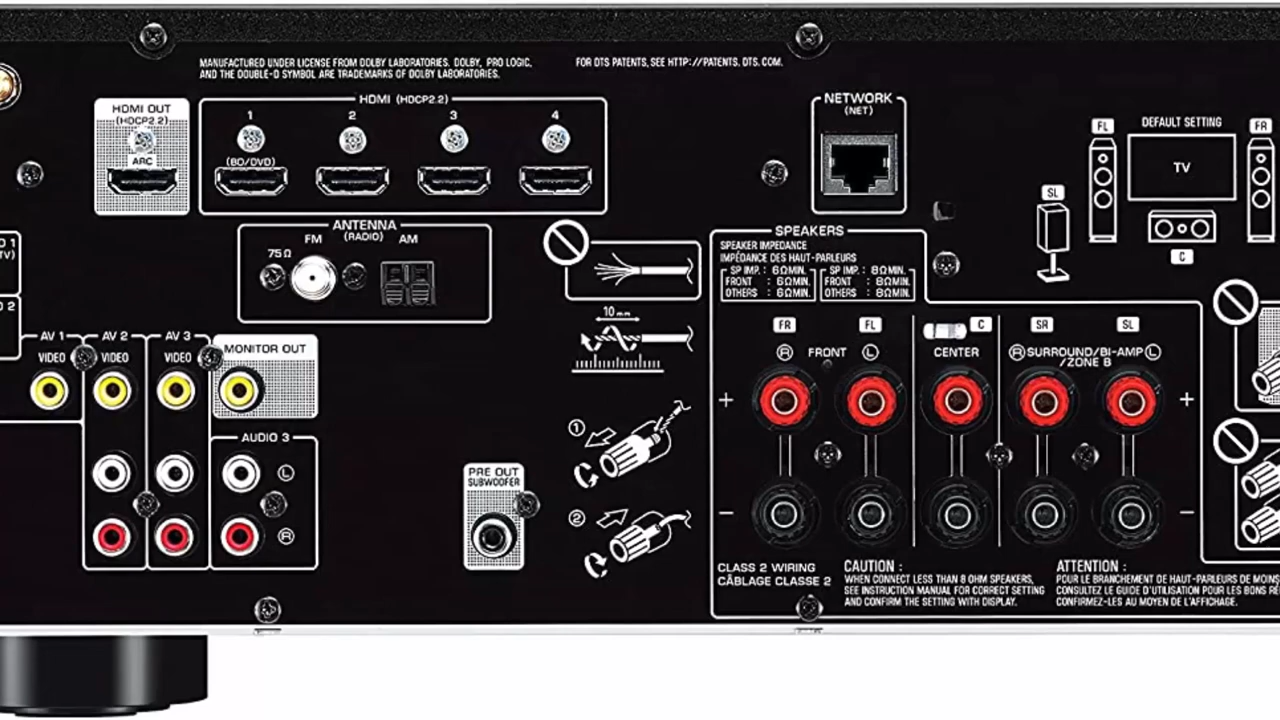 MANUFACTURED UNDER LICENSE FROM DOLBY LABORATORIES. DOLBY, PRO LOGIC,
AND THE DOUBLE-D SYMBOL ARE TRADEMARKS OF DOLBY LABORATORIES.
FOR DTS PATENTS, SEE HTTP://PATENTS. DTS. COM.
HDMI OUT
(HDCP2.2)
ARC
HDMI (HDCP2.2)
1 2 3 4
(BD/DVD)
NETWORK
(NET)
DEFAULT SETTING
FL
FR
TV
SL
C
ANTENNA
(RADIO)
FM
AM
75Ω
O 1
TV)
O 2
10 mm
SPEAKERS
SPEAKER IMPEDANCE
IMPÉDANCE DES HAUT-PARLEURS
SP IMP. : 6ΩMIN.
FRONT : 6ΩMIN.
OTHERS : 6ΩMIN.
SP IMP. : 8ΩMIN.
FRONT : 8ΩMIN.
OTHERS : 8ΩMIN.
FR
FL
C
SR
SL
R FRONT L
CENTER
R SURROUND/BI-AMP L
/ZONE B
+ +
− −
AV 1
AV 2
AV 3
VIDEO
VIDEO
VIDEO
MONITOR OUT
AUDIO 3
L
R
PRE OUT
SUBWOOFER
1
2
CLASS 2 WIRING
CÂBLAGE CLASSE 2
CAUTION :
WHEN CONNECT LESS THAN 8 OHM SPEAKERS,
SEE INSTRUCTION MANUAL FOR CORRECT SETTING
AND CONFIRM THE SETTING WITH DISPLAY.
ATTENTION :
POUR LE BRANCHEMENT DE HAUT-PARLEURS DE MOINS
CONSULTEZ LE GUIDE D'UTILISATION POUR LES BONS RÉ
CONFIRMEZ-LES AU MOYEN DE L'AFFICHAGE.